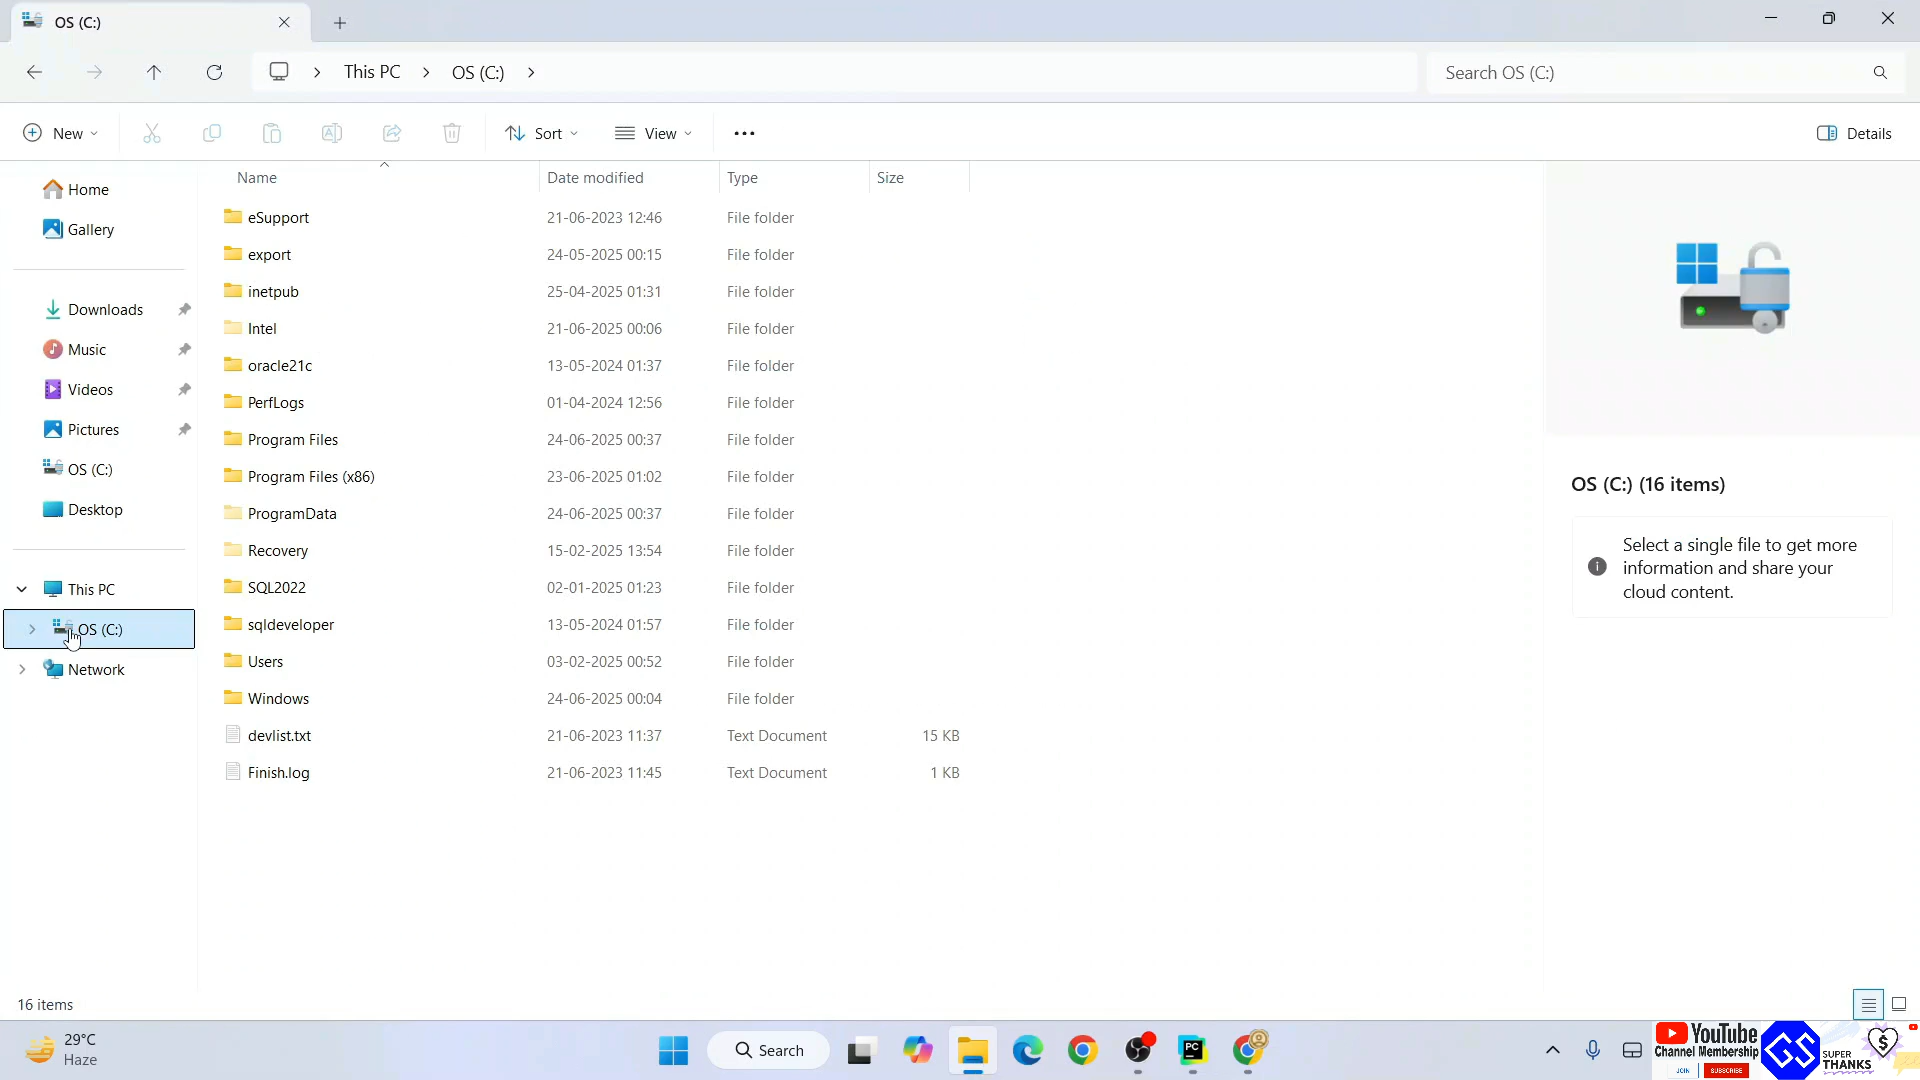 OS (C:)
This PC > OS (C:) >
Search OS (C:)
New
Sort
View
Details
Name Date modified Type Size
Home
Gallery
Downloads
Music
Videos
Pictures
OS (C:)
Desktop
This PC
OS (C:)
Network
eSupport 21-06-2023 12:46 File folder
export 24-05-2025 00:15 File folder
inetpub 25-04-2025 01:31 File folder
Intel 21-06-2025 00:06 File folder
oracle21c 13-05-2024 01:37 File folder
PerfLogs 01-04-2024 12:56 File folder
Program Files 24-06-2025 00:37 File folder
Program Files (x86) 23-06-2025 01:02 File folder
ProgramData 24-06-2025 00:37 File folder
Recovery 15-02-2025 13:54 File folder
SQL2022 02-01-2025 01:23 File folder
sqldeveloper 13-05-2024 01:57 File folder
Users 03-02-2025 00:52 File folder
Windows 24-06-2025 00:04 File folder
devlist.txt 21-06-2023 11:37 Text Document 15 KB
Finish.log 21-06-2023 11:45 Text Document 1 KB
OS (C:) (16 items)
Select a single file to get more
information and share your
cloud content.
16 items
29°C
Haze
Search
PC
YouTube
Channel Membership
JOIN SUBSCRIBE
GS
SUPER
THANKS
$